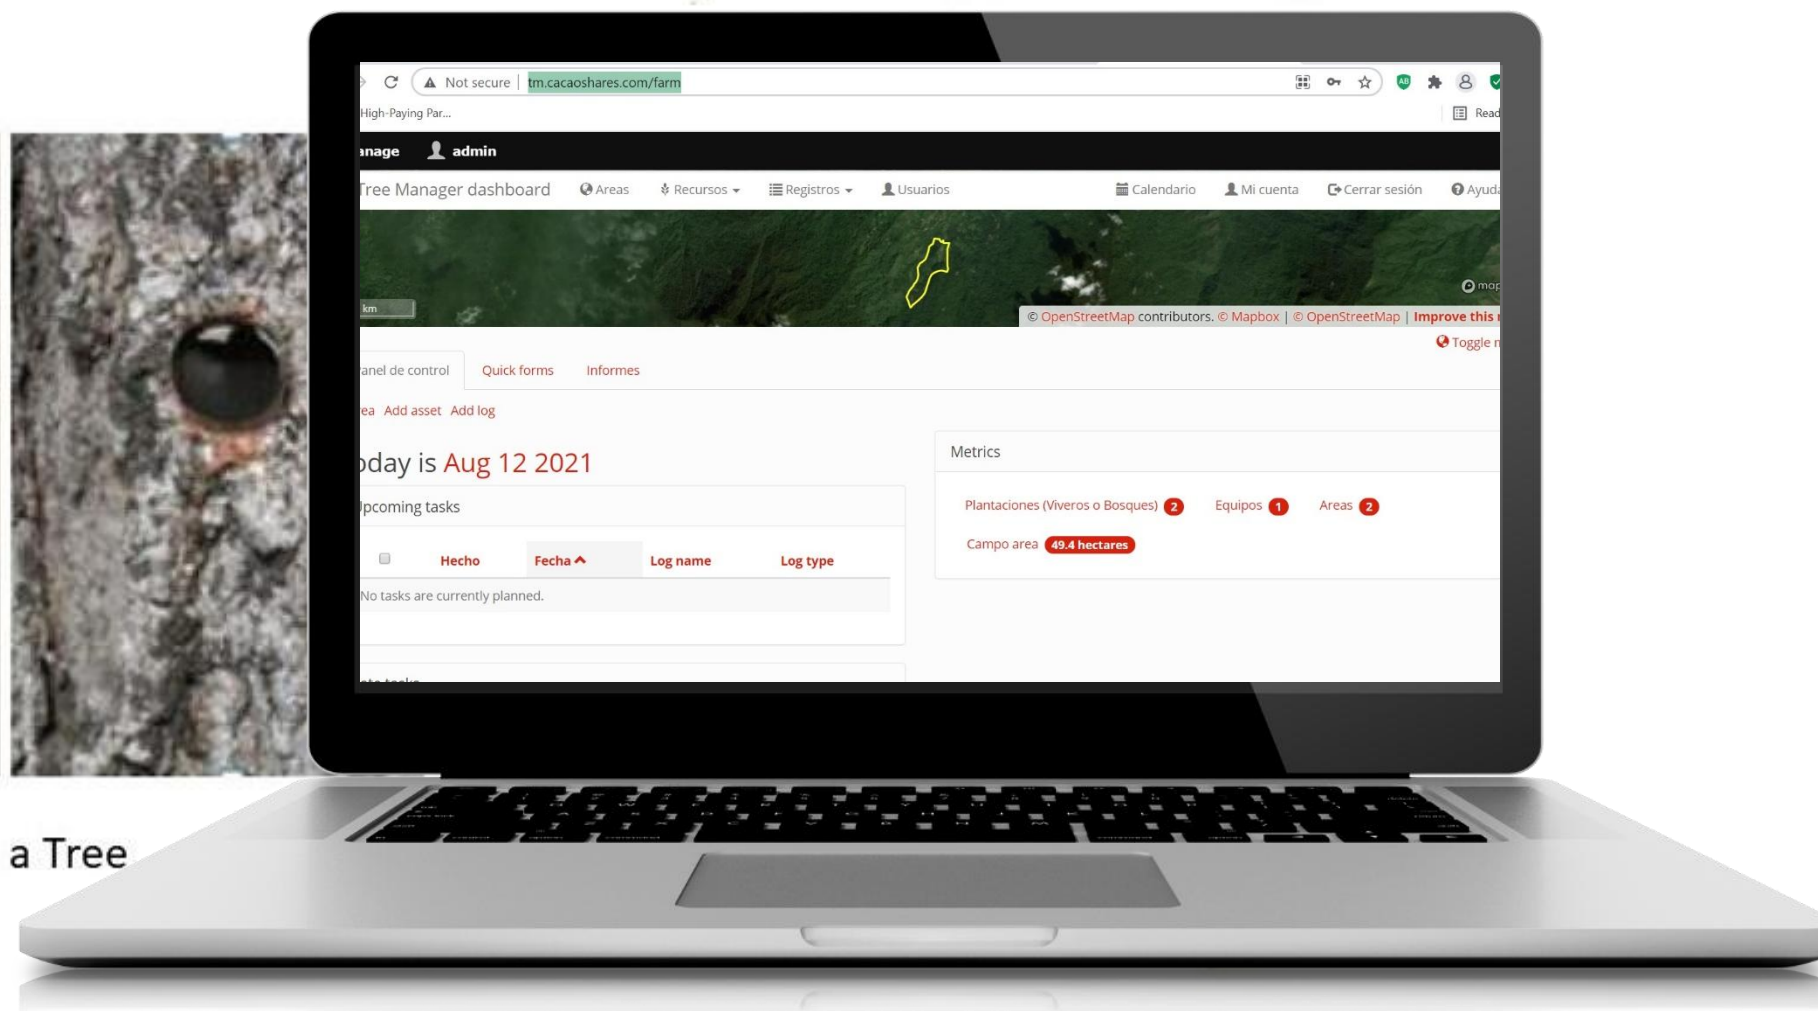 Not secure | tm.cacaoshares.com/farm
High-Paying Par... Read
anage admin
Tree Manager dashboard Areas Recursos Registros Usuarios Calendario Mi cuenta Cerrar sesión Ayuda
km
© OpenStreetMap contributors. © Mapbox | © OpenStreetMap | Improve this
Toggle
anel de control Quick forms Informes
ea Add asset Add log
oday is Aug 12 2021
Metrics
Upcoming tasks
Plantaciones (Viveros o Bosques) 2 Equipos 1 Areas 2
Campo area 49.4 hectares
Hecho Fecha Log name Log type
No tasks are currently planned.
a Tree